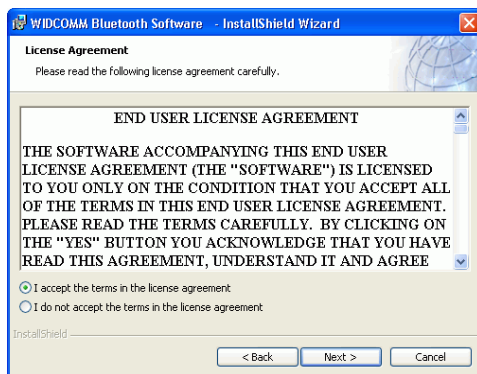 WIDCOMM Bluetooth Software - InstallShield Wizard
License Agreement
Please read the following license agreement carefully.
END USER LICENSE AGREEMENT
THE SOFTWARE ACCOMPANYING THIS END USER
LICENSE AGREEMENT (THE "SOFTWARE") IS LICENSED
TO YOU ONLY ON THE CONDITION THAT YOU ACCEPT ALL
OF THE TERMS IN THIS END USER LICENSE AGREEMENT.
PLEASE READ THE TERMS CAREFULLY. BY CLICKING ON
THE "YES" BUTTON YOU ACKNOWLEDGE THAT YOU HAVE
READ THIS AGREEMENT, UNDERSTAND IT AND AGREE
I accept the terms in the license agreement
I do not accept the terms in the license agreement
InstallShield
< Back Next > Cancel